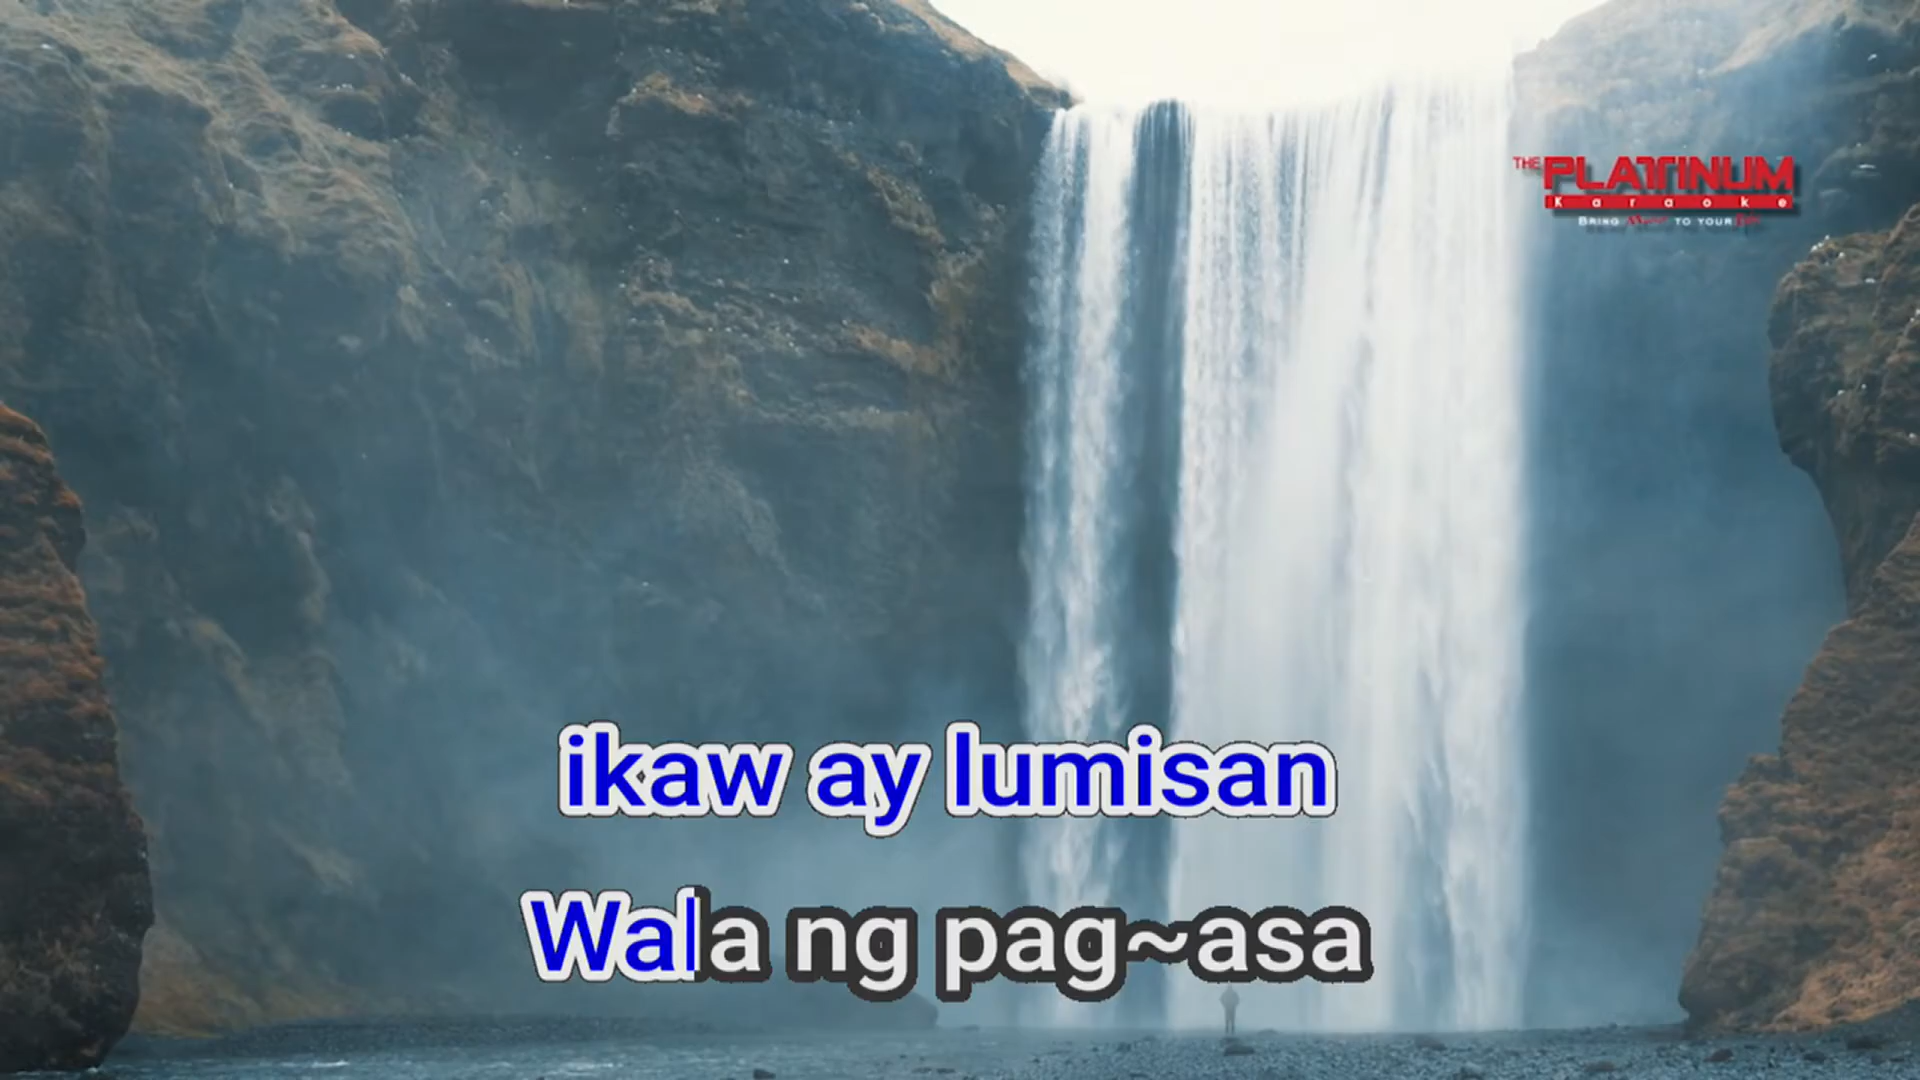 THE PLATINUM
Karaoke
BRING Music TO YOUR Life
ikaw ay lumisan
Wala ng pag~asa